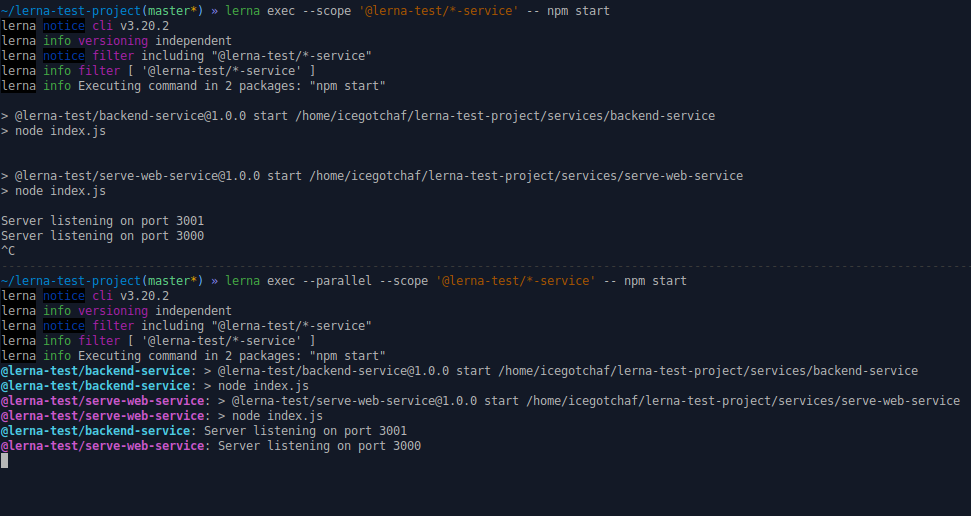 ~/lerna-test-project(master*) » lerna exec --scope '@lerna-test/*-service' -- npm start
lerna notice cli v3.20.2
lerna info versioning independent
lerna notice filter including "@lerna-test/*-service"
lerna info filter [ '@lerna-test/*-service' ]
lerna info Executing command in 2 packages: "npm start"
> @lerna-test/backend-service@1.0.0 start /home/icegotchaf/lerna-test-project/services/backend-service
> node index.js
> @lerna-test/serve-web-service@1.0.0 start /home/icegotchaf/lerna-test-project/services/serve-web-service
> node index.js
Server listening on port 3001
Server listening on port 3000
^C
~/lerna-test-project(master*) » lerna exec --parallel --scope '@lerna-test/*-service' -- npm start
lerna notice cli v3.20.2
lerna info versioning independent
lerna notice filter including "@lerna-test/*-service"
lerna info filter [ '@lerna-test/*-service' ]
lerna info Executing command in 2 packages: "npm start"
@lerna-test/backend-service: > @lerna-test/backend-service@1.0.0 start /home/icegotchaf/lerna-test-project/services/backend-service
@lerna-test/backend-service: > node index.js
@lerna-test/serve-web-service: > @lerna-test/serve-web-service@1.0.0 start /home/icegotchaf/lerna-test-project/services/serve-web-service
@lerna-test/serve-web-service: > node index.js
@lerna-test/backend-service: Server listening on port 3001
@lerna-test/serve-web-service: Server listening on port 3000